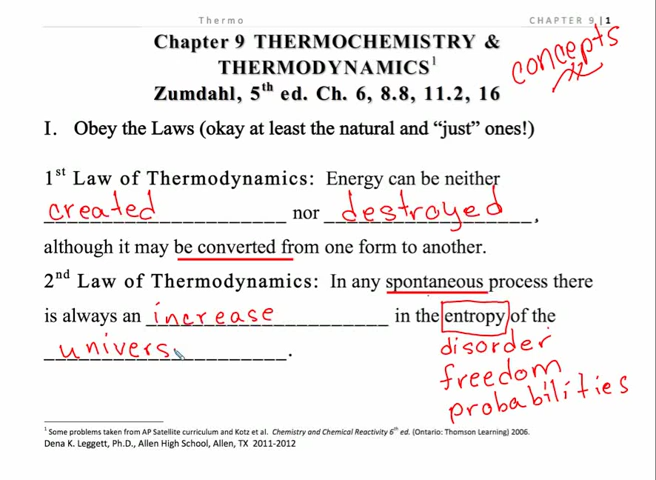 Thermo CHAPTER 9|1
Chapter 9 THERMOCHEMISTRY &
THERMODYNAMICS¹
concepts
Zumdahl, 5th ed. Ch. 6, 8.8, 11.2, 16
I. Obey the Laws (okay at least the natural and “just” ones!)
1st Law of Thermodynamics: Energy can be neither
created nor destroyed,
although it may be converted from one form to another.
2nd Law of Thermodynamics: In any spontaneous process there
is always an increase in the entropy of the
univers.
disorder
freedom
probabilities
1 Some problems taken from AP Satellite curriculum and Kotz et al. Chemistry and Chemical Reactivity 6th ed. (Ontario: Thomson Learning) 2006.
Dena K. Leggett, Ph.D., Allen High School, Allen, TX 2011-2012